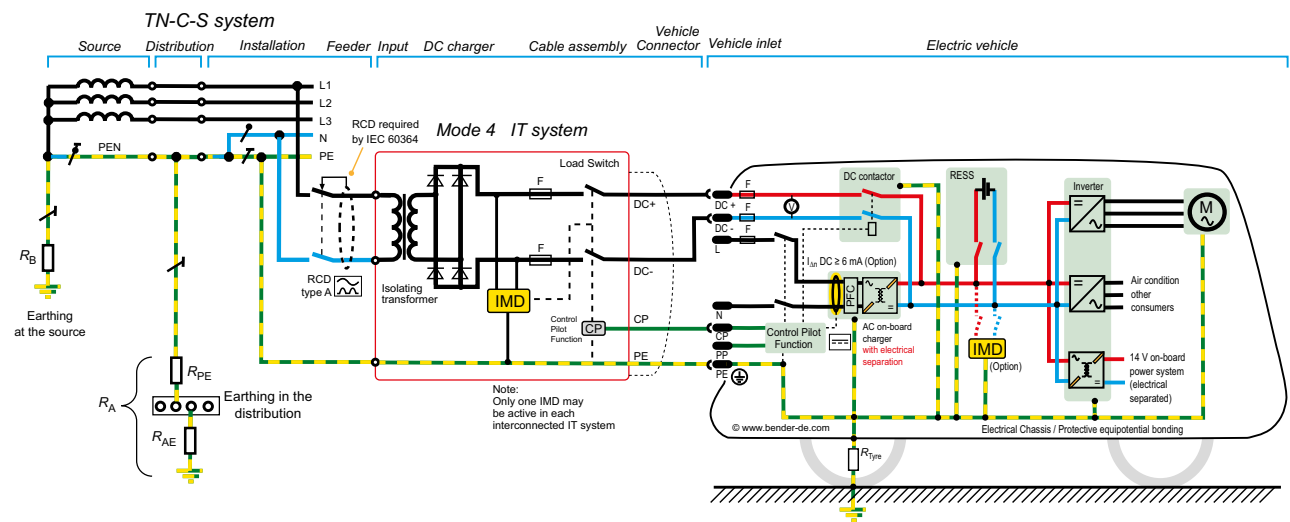 TN-C-S system
Source
Distribution
Installation
Feeder
Input
DC charger
Cable assembly
Vehicle
Connector
Vehicle inlet
Electric vehicle
L1
L2
L3
N
PE
PEN
RCD required
by IEC 60364
Mode 4 IT system
Load Switch
F
F
DC+
DC-
RCD
type A
Isolating
transformer
IMD
Control
Pilot
Function
CP
CP
PE
Note:
Only one IMD may
be active in each
interconnected IT system
RB
Earthing
at the source
RA
RPE
Earthing in the
distribution
RAE
F
DC +
F
DC -
F
L
N
CP
PP
PE
V
DC contactor
IΔn DC ≥ 6 mA (Option)
PFC
Control Pilot
Function
AC on-board
charger
with electrical
separation
RESS
IMD
(Option)
Inverter
M
Air condition
other
consumers
14 V on-board
power system
(electrical
separated)
© www.bender-de.com
Electrical Chassis / Protective equipotential bonding
RTyre